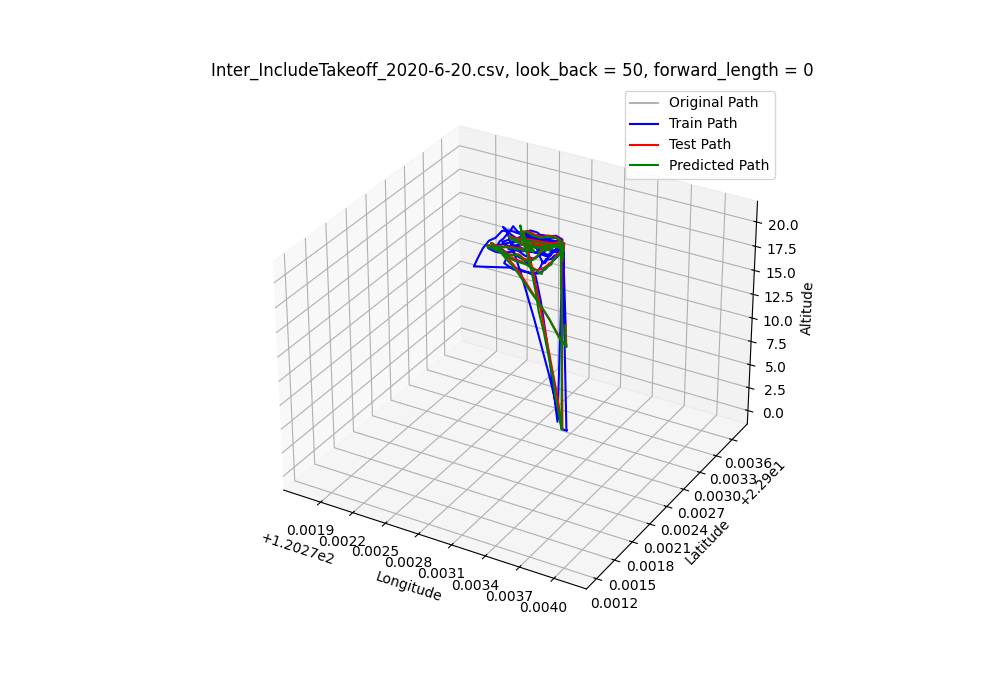 Inter_IncludeTakeoff_2020-6-20.csv, look_back = 50, forward_length = 0
Original Path
Train Path
Test Path
Predicted Path
20.0
17.5
15.0
12.5
10.0
7.5
5.0
2.5
0.0
Altitude
0.0036
0.0033
0.0030
0.0027
0.0024
0.0021
0.0018
0.0015
0.0012
+2.29e1
Latitude
0.0019
0.0022
0.0025
0.0028
0.0031
0.0034
0.0037
0.0040
+1.2027e2
Longitude